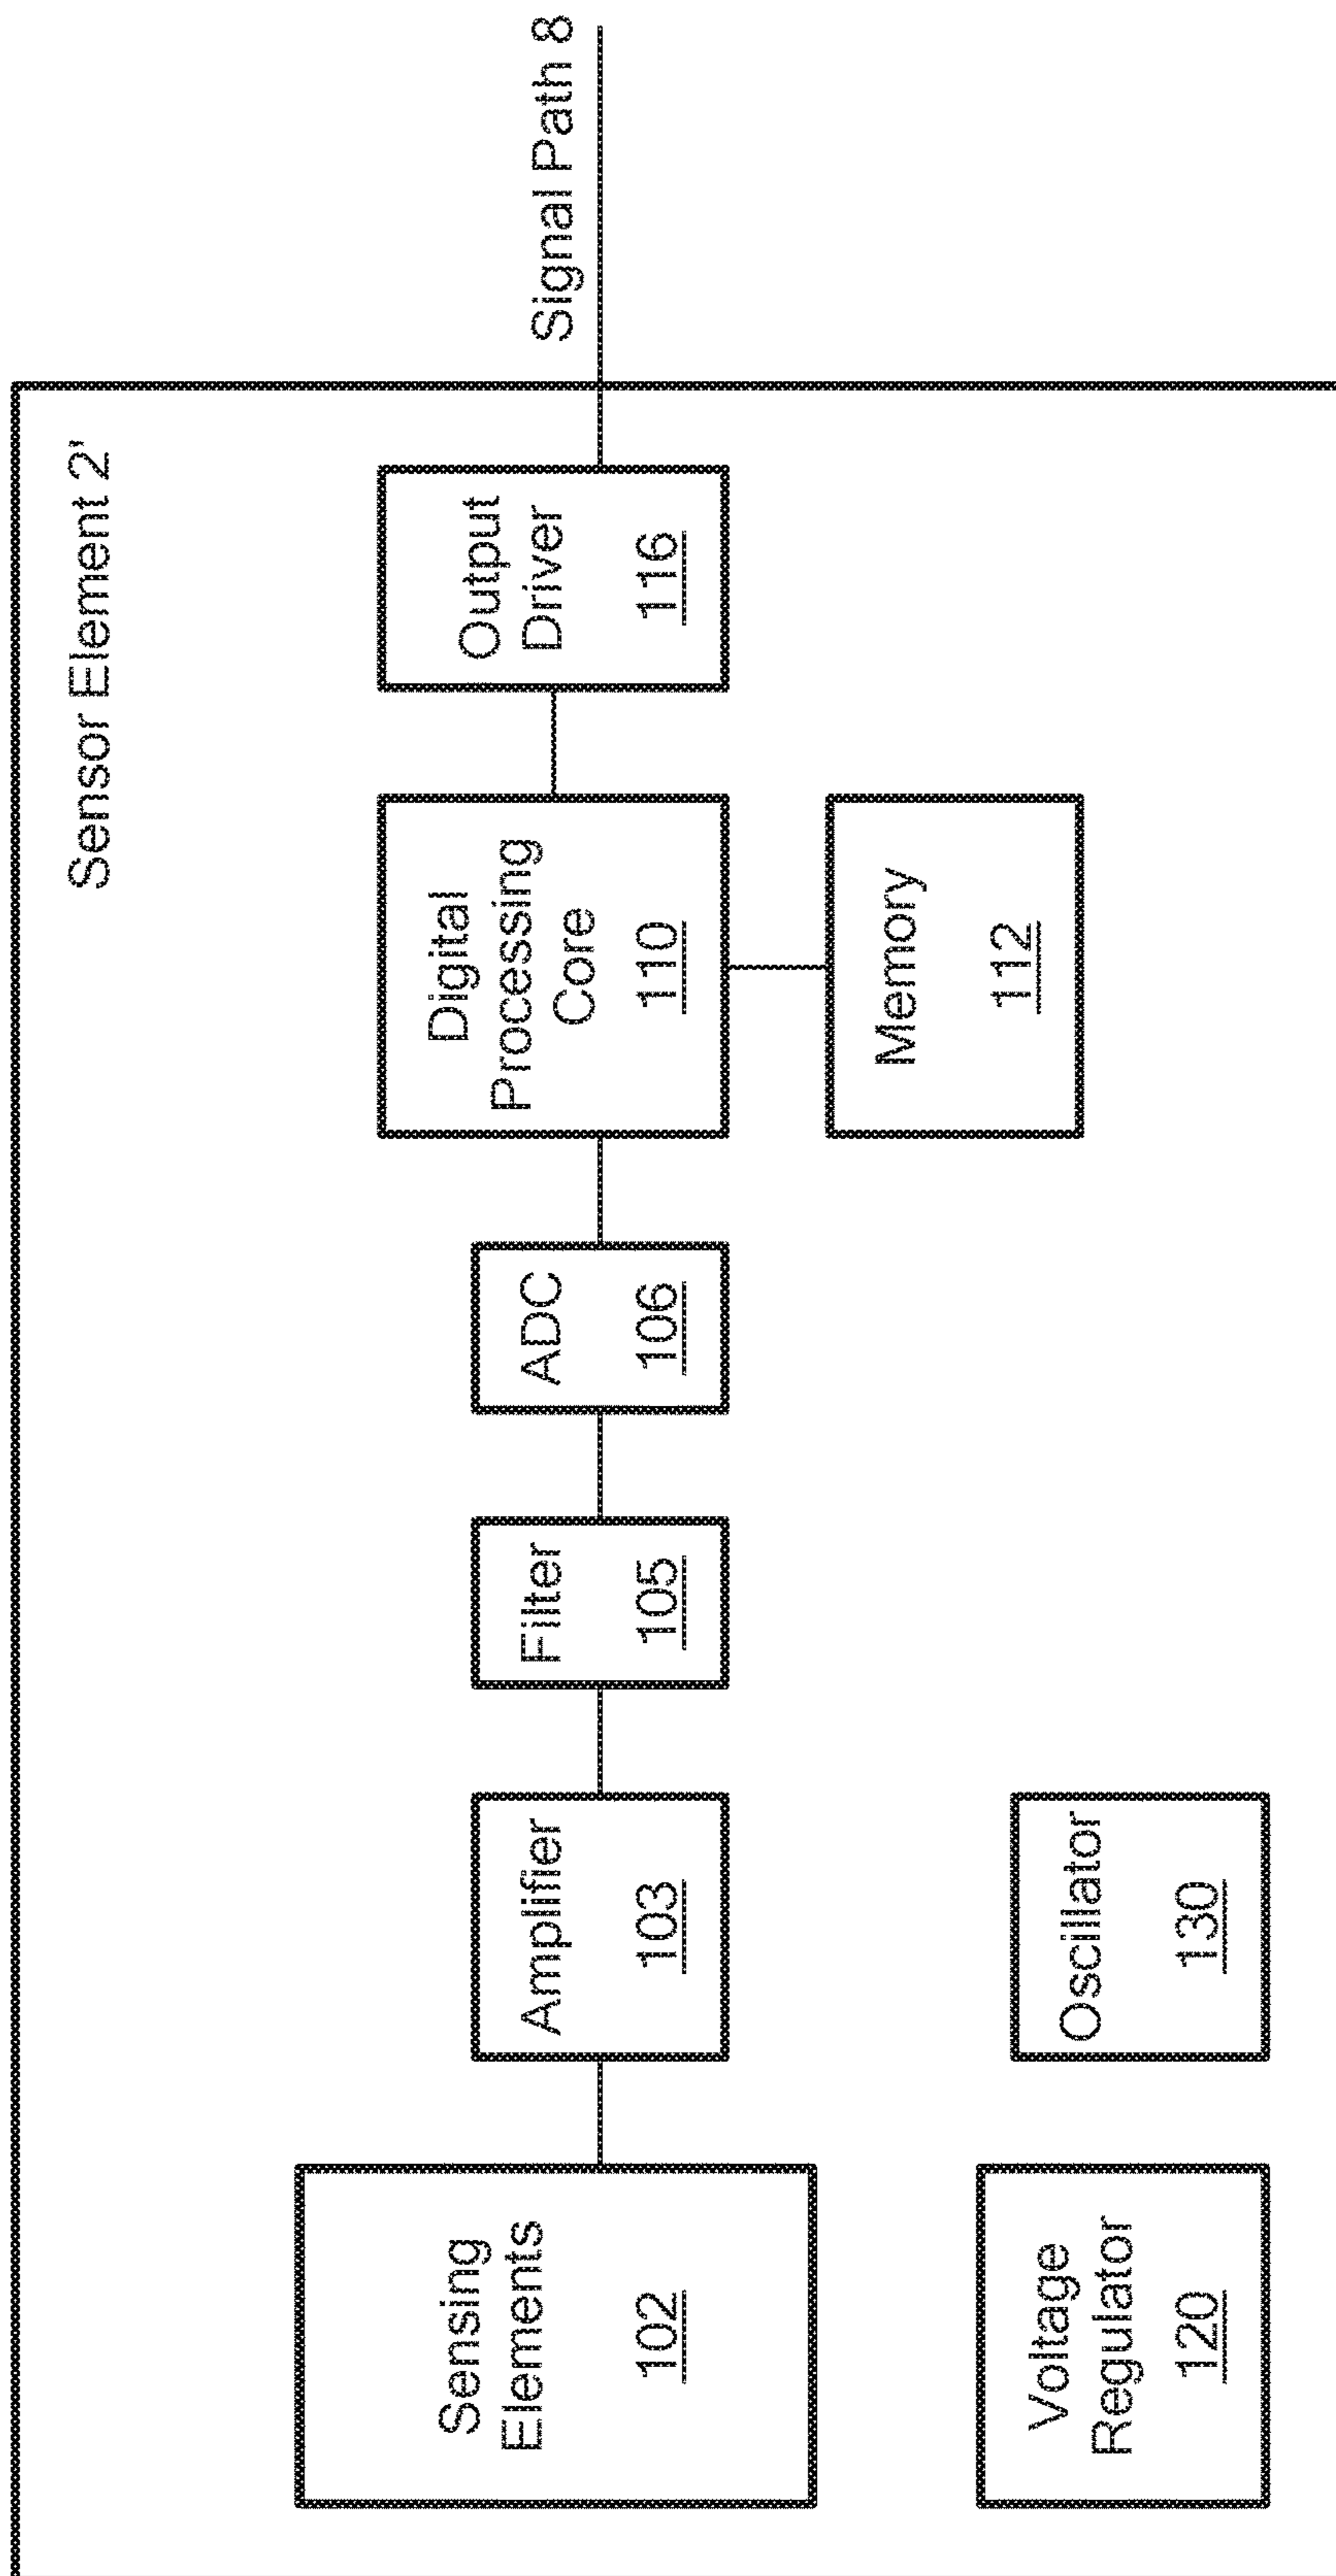 Sensor Element 2'
Signal Path 8
Sensing
Elements
102
Amplifier
103
Filter
105
ADC
106
Digital
Processing
Core
110
Output
Driver
116
Memory
112
Voltage
Regulator
120
Oscillator
130